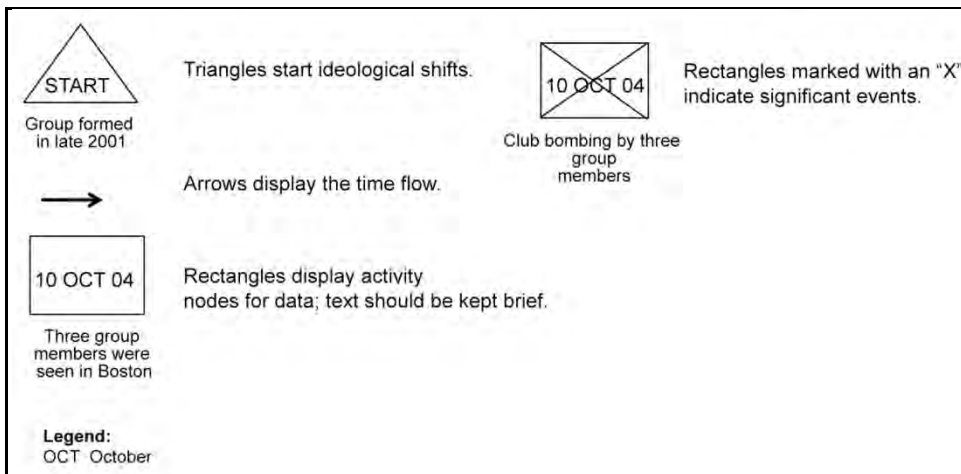 START
Group formed
in late 2001
Triangles start ideological shifts.
10 OCT 04
Club bombing by three
group
members
Rectangles marked with an “X”
indicate significant events.
Arrows display the time flow.
10 OCT 04
Three group
members were
seen in Boston
Rectangles display activity
nodes for data; text should be kept brief.
Legend:
OCT October